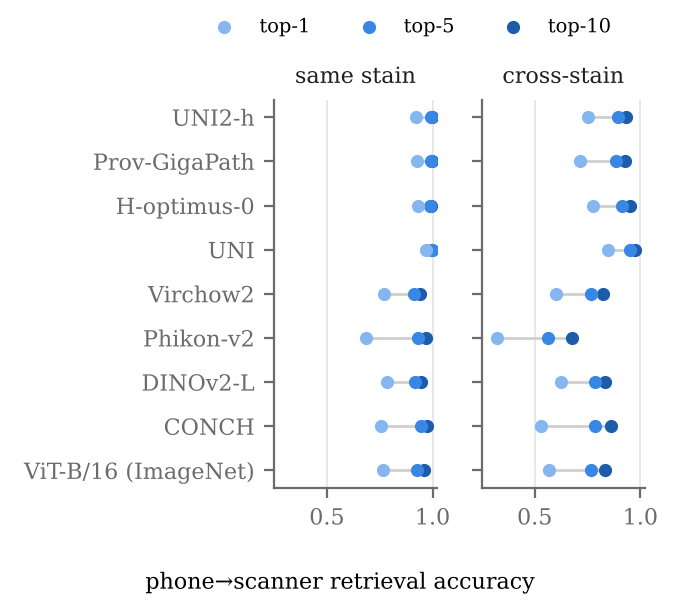 top-1 top-5 top-10
same stain cross-stain
UNI2-h
Prov-GigaPath
H-optimus-0
UNI
Virchow2
Phikon-v2
DINOv2-L
CONCH
ViT-B/16 (ImageNet)
0.5 1.0 0.5 1.0
phone→scanner retrieval accuracy